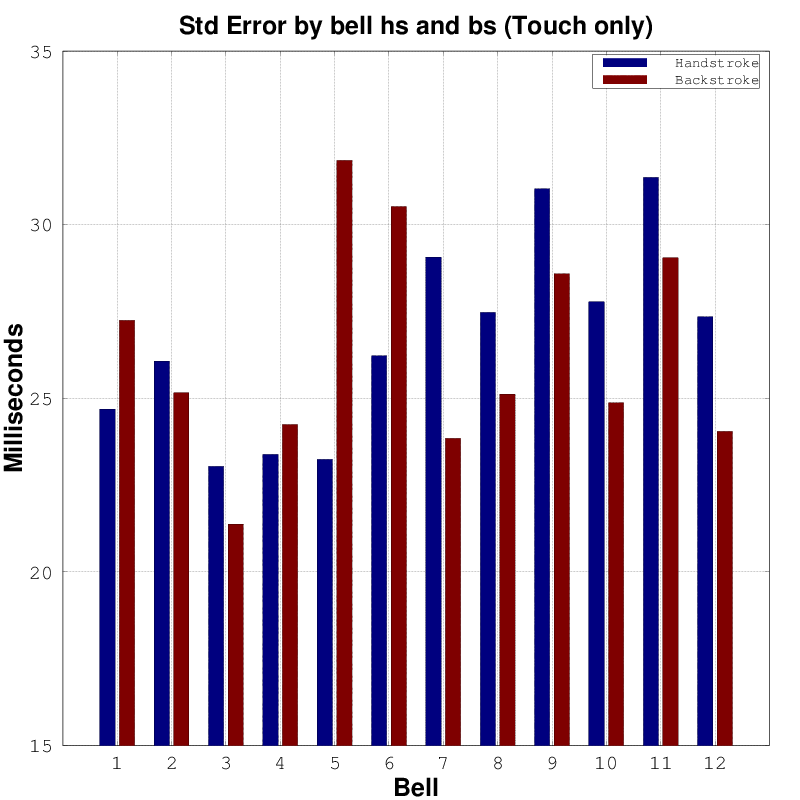 Std Error by bell hs and bs (Touch only)
35
Handstroke
Backstroke
30
25
20
15
Milliseconds
1 2 3 4 5 6 7 8 9 10 11 12
Bell